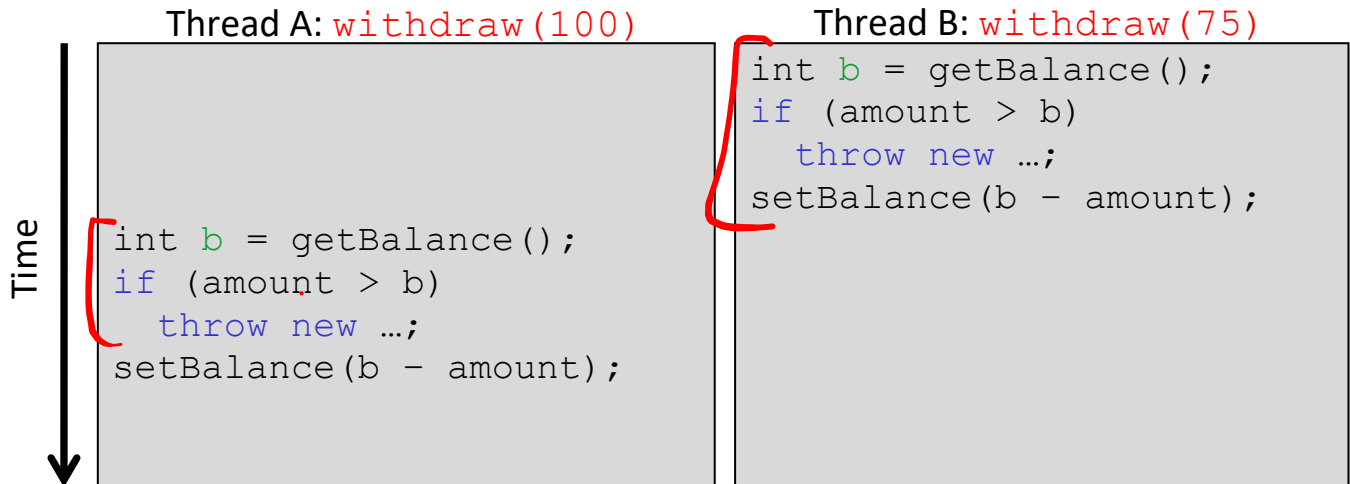 Thread A: withdraw(100)
Thread B: withdraw(75)
Time
int b = getBalance();
if (amount > b)
throw new …;
setBalance(b – amount);
int b = getBalance();
if (amount > b)
throw new …;
setBalance(b – amount);